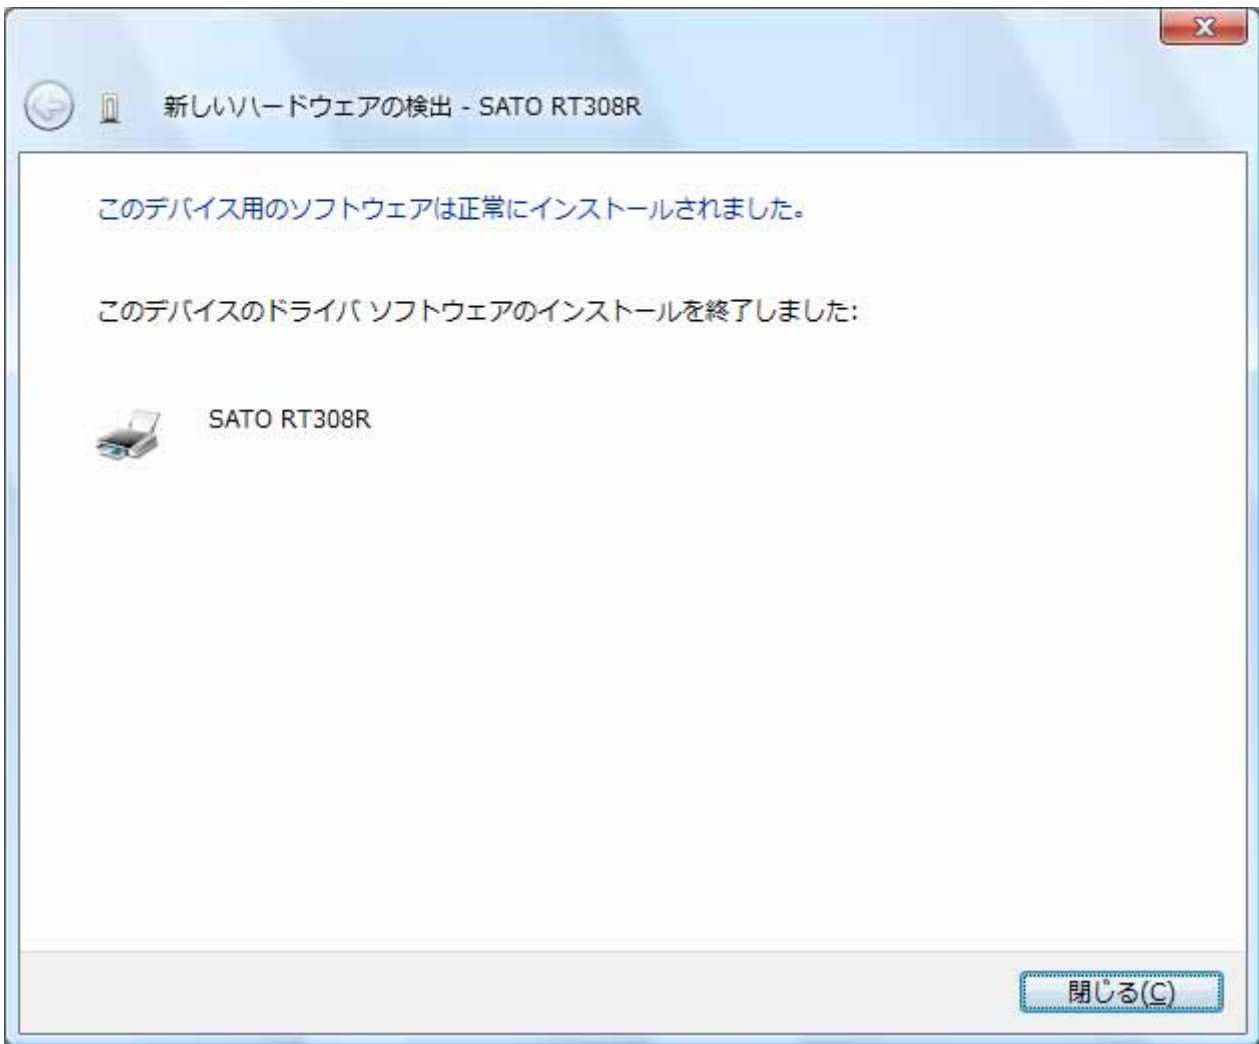 新しいハードウェアの検出 - SATO RT308R
このデバイス用のソフトウェアは正常にインストールされました。
このデバイスのドライバ ソフトウェアのインストールを終了しました:
SATO RT308R
閉じる(C)